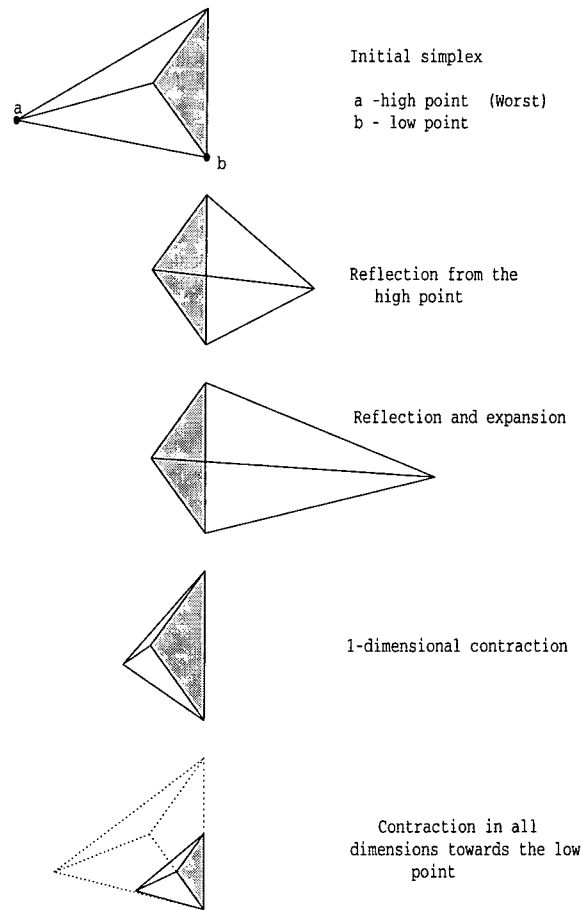 Initial simplex
a -high point (Worst)
b - low point
a
b
Reflection from the
high point
Reflection and expansion
1-dimensional contraction
Contraction in all
dimensions towards the low
point